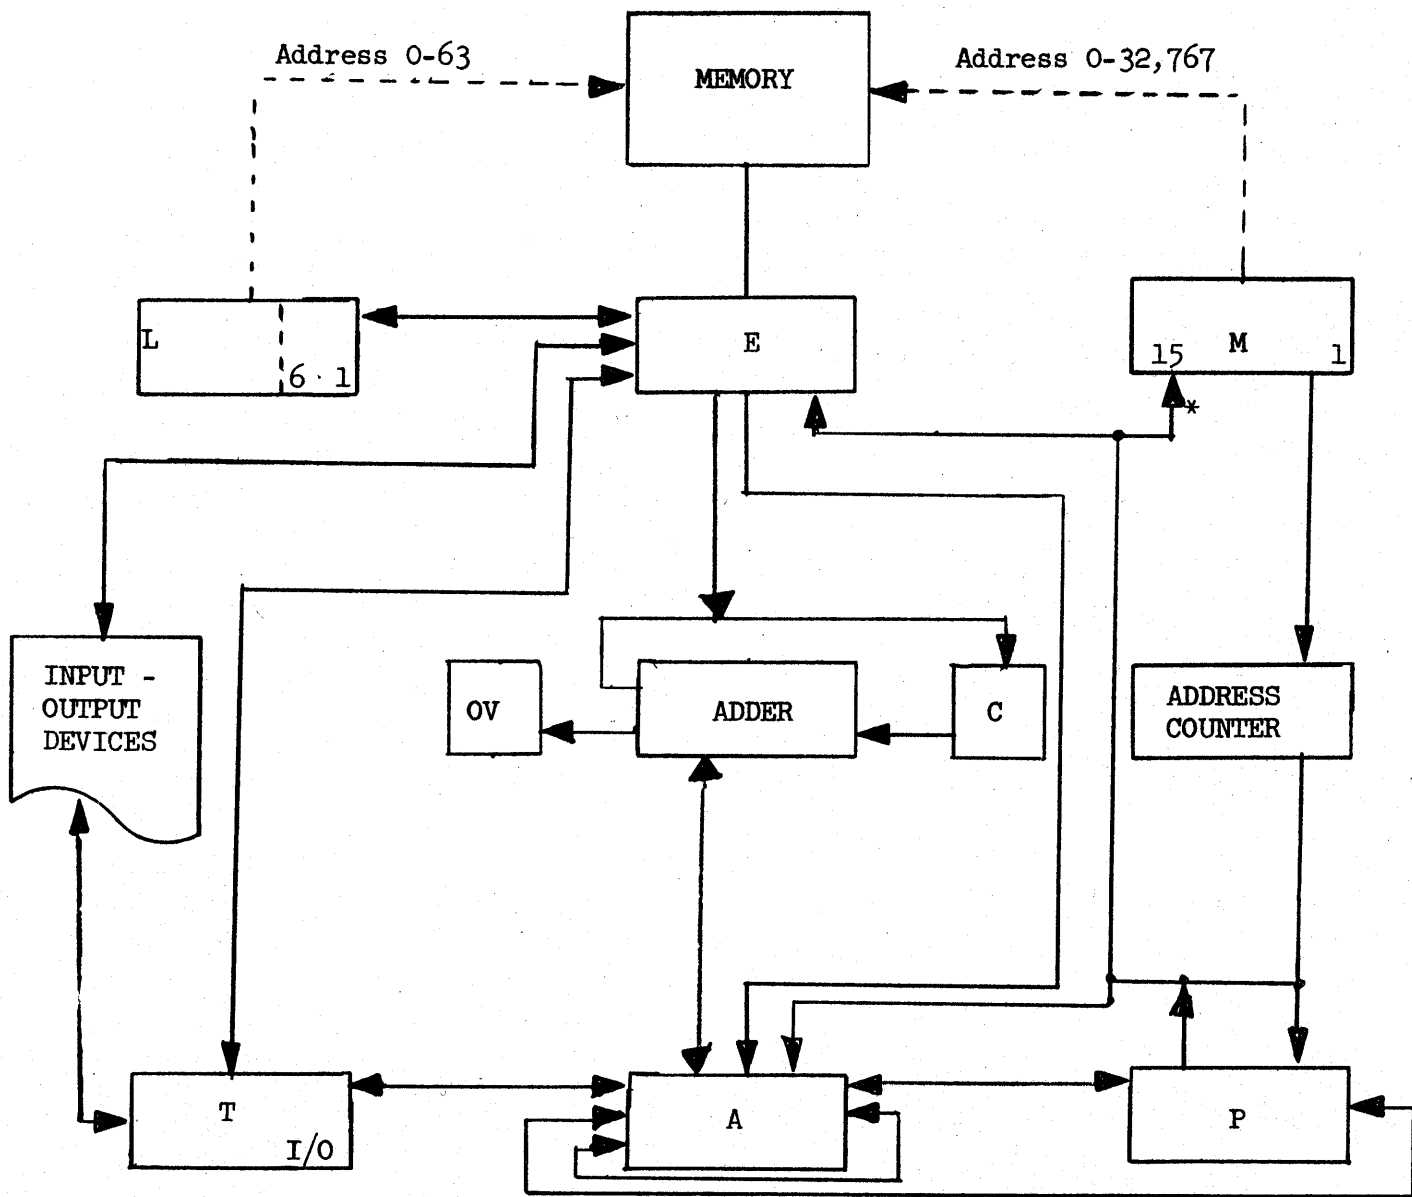 Address 0-63
Address 0-32,767
MEMORY
L
6 1
E
15 M 1
*
INPUT -
OUTPUT
DEVICES
OV
ADDER
C
ADDRESS
COUNTER
T
I/O
A
P